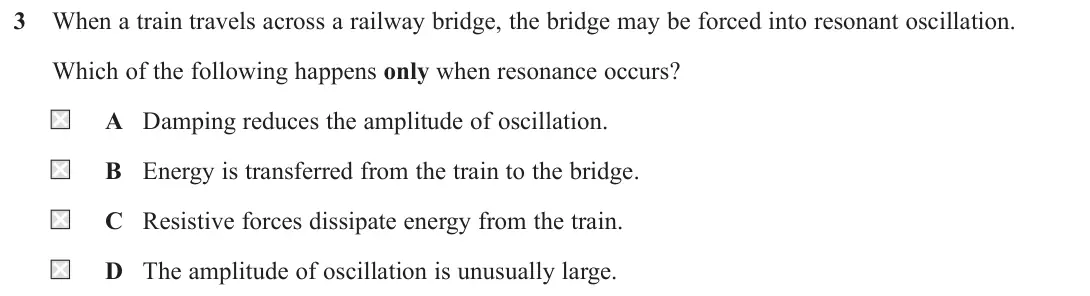 3 When a train travels across a railway bridge, the bridge may be forced into resonant oscillation.
Which of the following happens only when resonance occurs?
A Damping reduces the amplitude of oscillation.
B Energy is transferred from the train to the bridge.
C Resistive forces dissipate energy from the train.
D The amplitude of oscillation is unusually large.